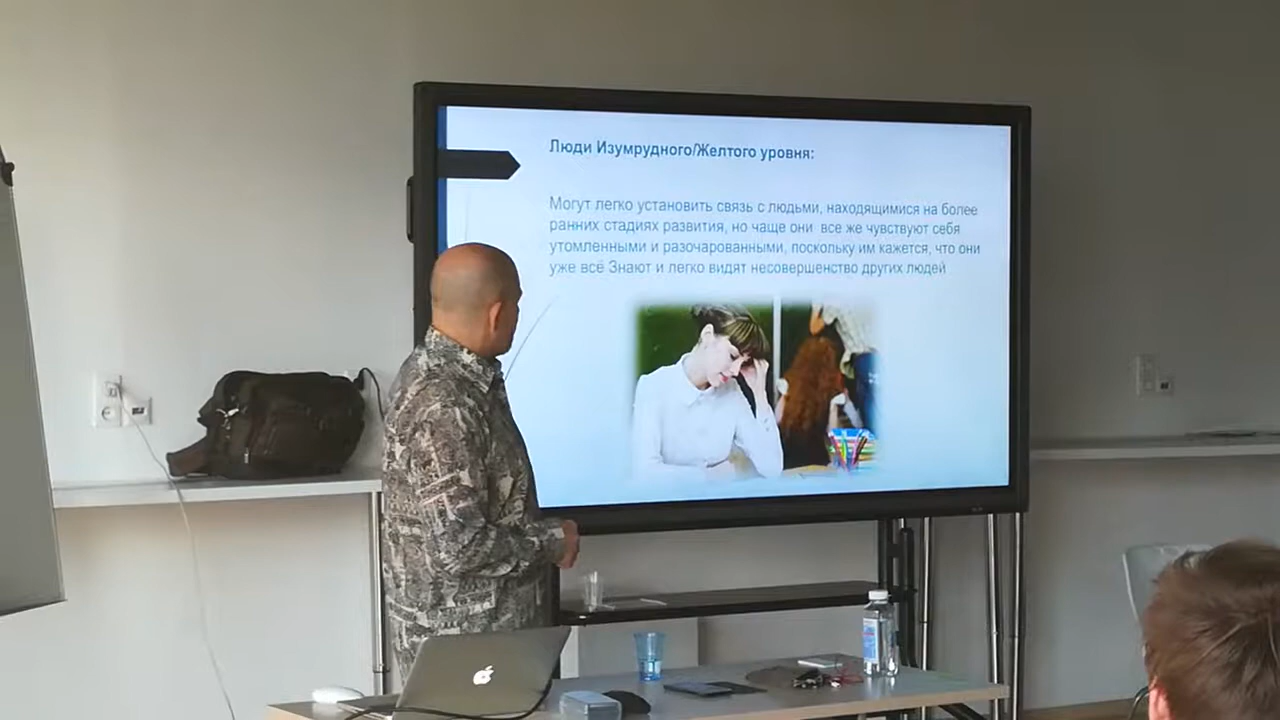 Люди Изумрудного/Желтого уровня:
Могут легко установить связь с людьми, находящимися на более
ранних стадиях развития, но чаще они все же чувствуют себя
утомленными и разочарованными, поскольку им кажется, что они
уже всё Знают и легко видят несовершенство других людей